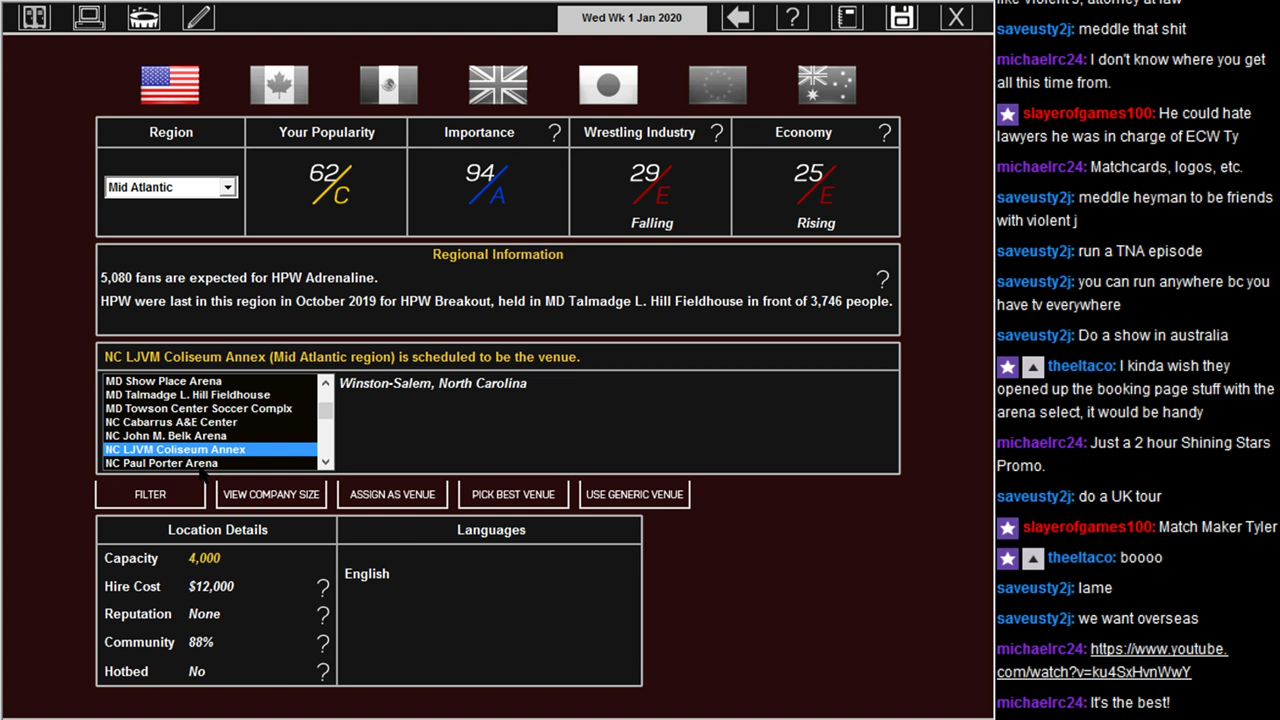 Wed Wk 1 Jan 2020
Region
Your Popularity
Importance
?
Wrestling Industry
?
Economy
?
Mid Atlantic
62/C
94/A
29/E
25/E
Falling
Rising
Regional Information
5,080 fans are expected for HPW Adrenaline.
?
HPW were last in this region in October 2019 for HPW Breakout, held in MD Talmadge L. Hill Fieldhouse in front of 3,746 people.
NC LJVM Coliseum Annex (Mid Atlantic region) is scheduled to be the venue.
MD Show Place Arena
MD Talmadge L. Hill Fieldhouse
MD Towson Center Soccer Complx
NC Cabarrus A&E Center
NC John M. Belk Arena
NC LJVM Coliseum Annex
NC Paul Porter Arena
Winston-Salem, North Carolina
FILTER
VIEW COMPANY SIZE
ASSIGN AS VENUE
PICK BEST VENUE
USE GENERIC VENUE
Location Details
Languages
Capacity 4,000
Hire Cost $12,000 ?
Reputation None ?
Community 88% ?
Hotbed No ?
English
saveusty2j: meddle that shit
michaelrc24: I don't know where you get
all this time from.
slayerofgames100: He could hate
lawyers he was in charge of ECW Ty
michaelrc24: Matchcards, logos, etc.
saveusty2j: meddle heyman to be friends
with violent j
saveusty2j: run a TNA episode
saveusty2j: you can run anywhere bc you
have tv everywhere
saveusty2j: Do a show in australia
theeltaco: I kinda wish they
opened up the booking page stuff with the
arena select, it would be handy
michaelrc24: Just a 2 hour Shining Stars
Promo.
saveusty2j: do a UK tour
slayerofgames100: Match Maker Tyler
theeltaco: boooo
saveusty2j: lame
saveusty2j: we want overseas
michaelrc24: https://www.youtube.
com/watch?v=ku4SxHvnWwY
michaelrc24: It's the best!